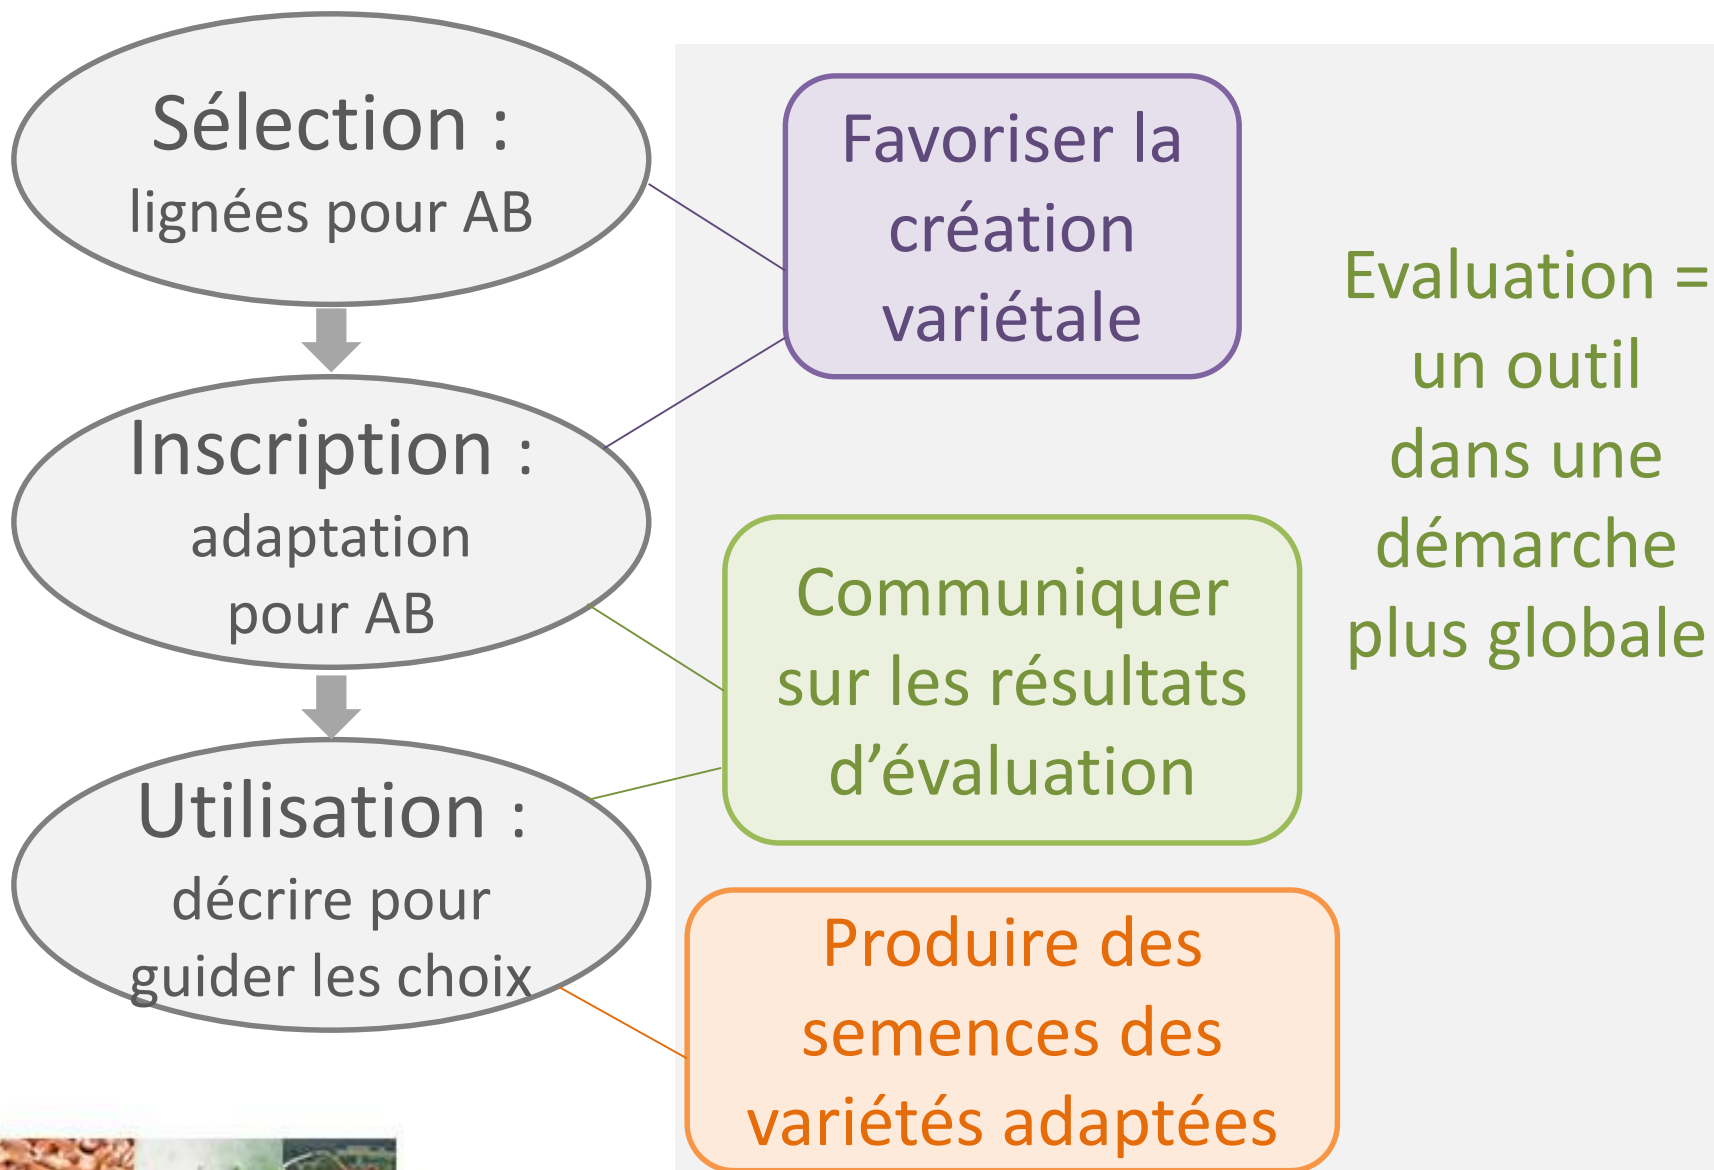 Sélection :
lignées pour AB
Inscription :
adaptation
pour AB
Utilisation :
décrire pour
guider les choix
Favoriser la
création
variétale
Communiquer
sur les résultats
d’évaluation
Produire des
semences des
variétés adaptées
Evaluation =
un outil
dans une
démarche
plus globale